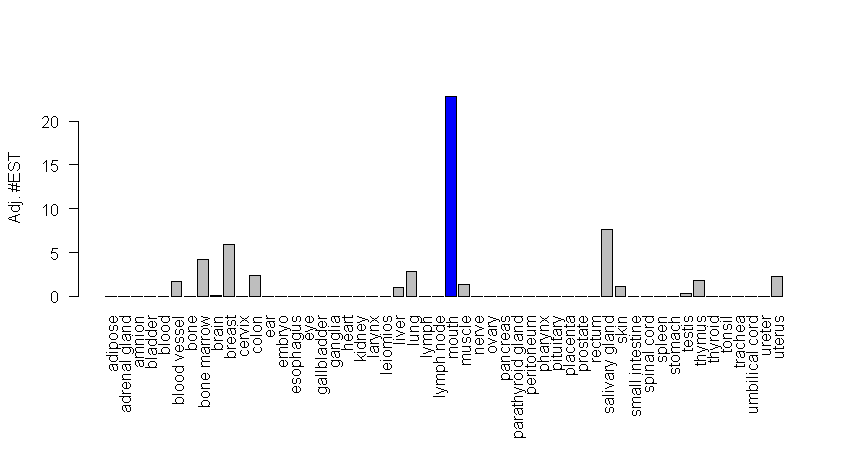 Adj. #EST
20
15
10
5
0
adipose
adrenal gland
amnion
bladder
blood
blood vessel
bone
bone marrow
brain
breast
cervix
colon
ear
embryo
esophagus
eye
gallbladder
ganglia
heart
kidney
larynx
leiomios
liver
lung
lymph
lymph node
mouth
muscle
nerve
ovary
pancreas
parathyroid gland
peritoneum
pharynx
pituitary
placenta
prostate
rectum
salivary gland
skin
small intestine
spinal cord
spleen
stomach
testis
thymus
thyroid
tonsil
trachea
umbilical cord
ureter
uterus